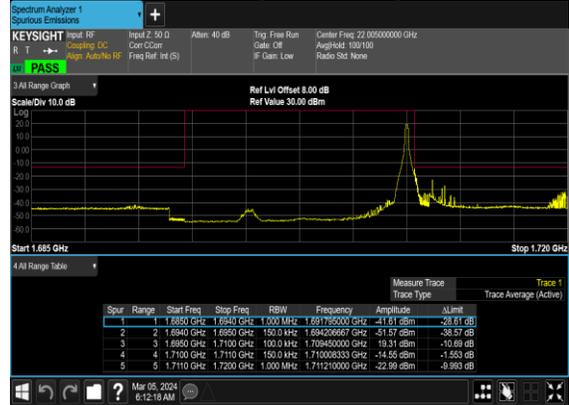 Spectrum Analyzer 1
Spurious Emissions
KEYSIGHT Input: RF Input Z: 50 Ω Atten: 40 dB Trig: Free Run Center Freq: 22.005000000 GHz
R T Coupling: DC Corr CCorr Gate: Off Avg|Hold: 100/100
Align: Auto/No RF Freq Ref: Int (S) IF Gain: Low Radio Std: None
LXI PASS
3 All Range Graph Ref Lvl Offset 8.00 dB
Scale/Div 10.0 dB Ref Value 30.00 dBm
Log
20.0
10.0
0.00
-10.0
-20.0
-30.0
-40.0
-50.0
-60.0
Start 1.685 GHz Stop 1.720 GHz
4 All Range Table
Measure Trace Trace 1
Trace Type Trace Average (Active)
Spur Range Start Freq Stop Freq RBW Frequency Amplitude ΔLimit
1 1 1.6850 GHz 1.6940 GHz 1.000 MHz 1.691795000 GHz -41.61 dBm -28.61 dB
2 2 1.6940 GHz 1.6950 GHz 150.0 kHz 1.694206667 GHz -51.57 dBm -38.57 dB
3 3 1.6950 GHz 1.7100 GHz 100.0 kHz 1.709450000 GHz 19.31 dBm -10.69 dB
4 4 1.7100 GHz 1.7110 GHz 150.0 kHz 1.710008333 GHz -14.55 dBm -1.553 dB
5 5 1.7110 GHz 1.7200 GHz 1.000 MHz 1.711210000 GHz -22.99 dBm -9.993 dB
? Mar 05, 2024
6:12:18 AM